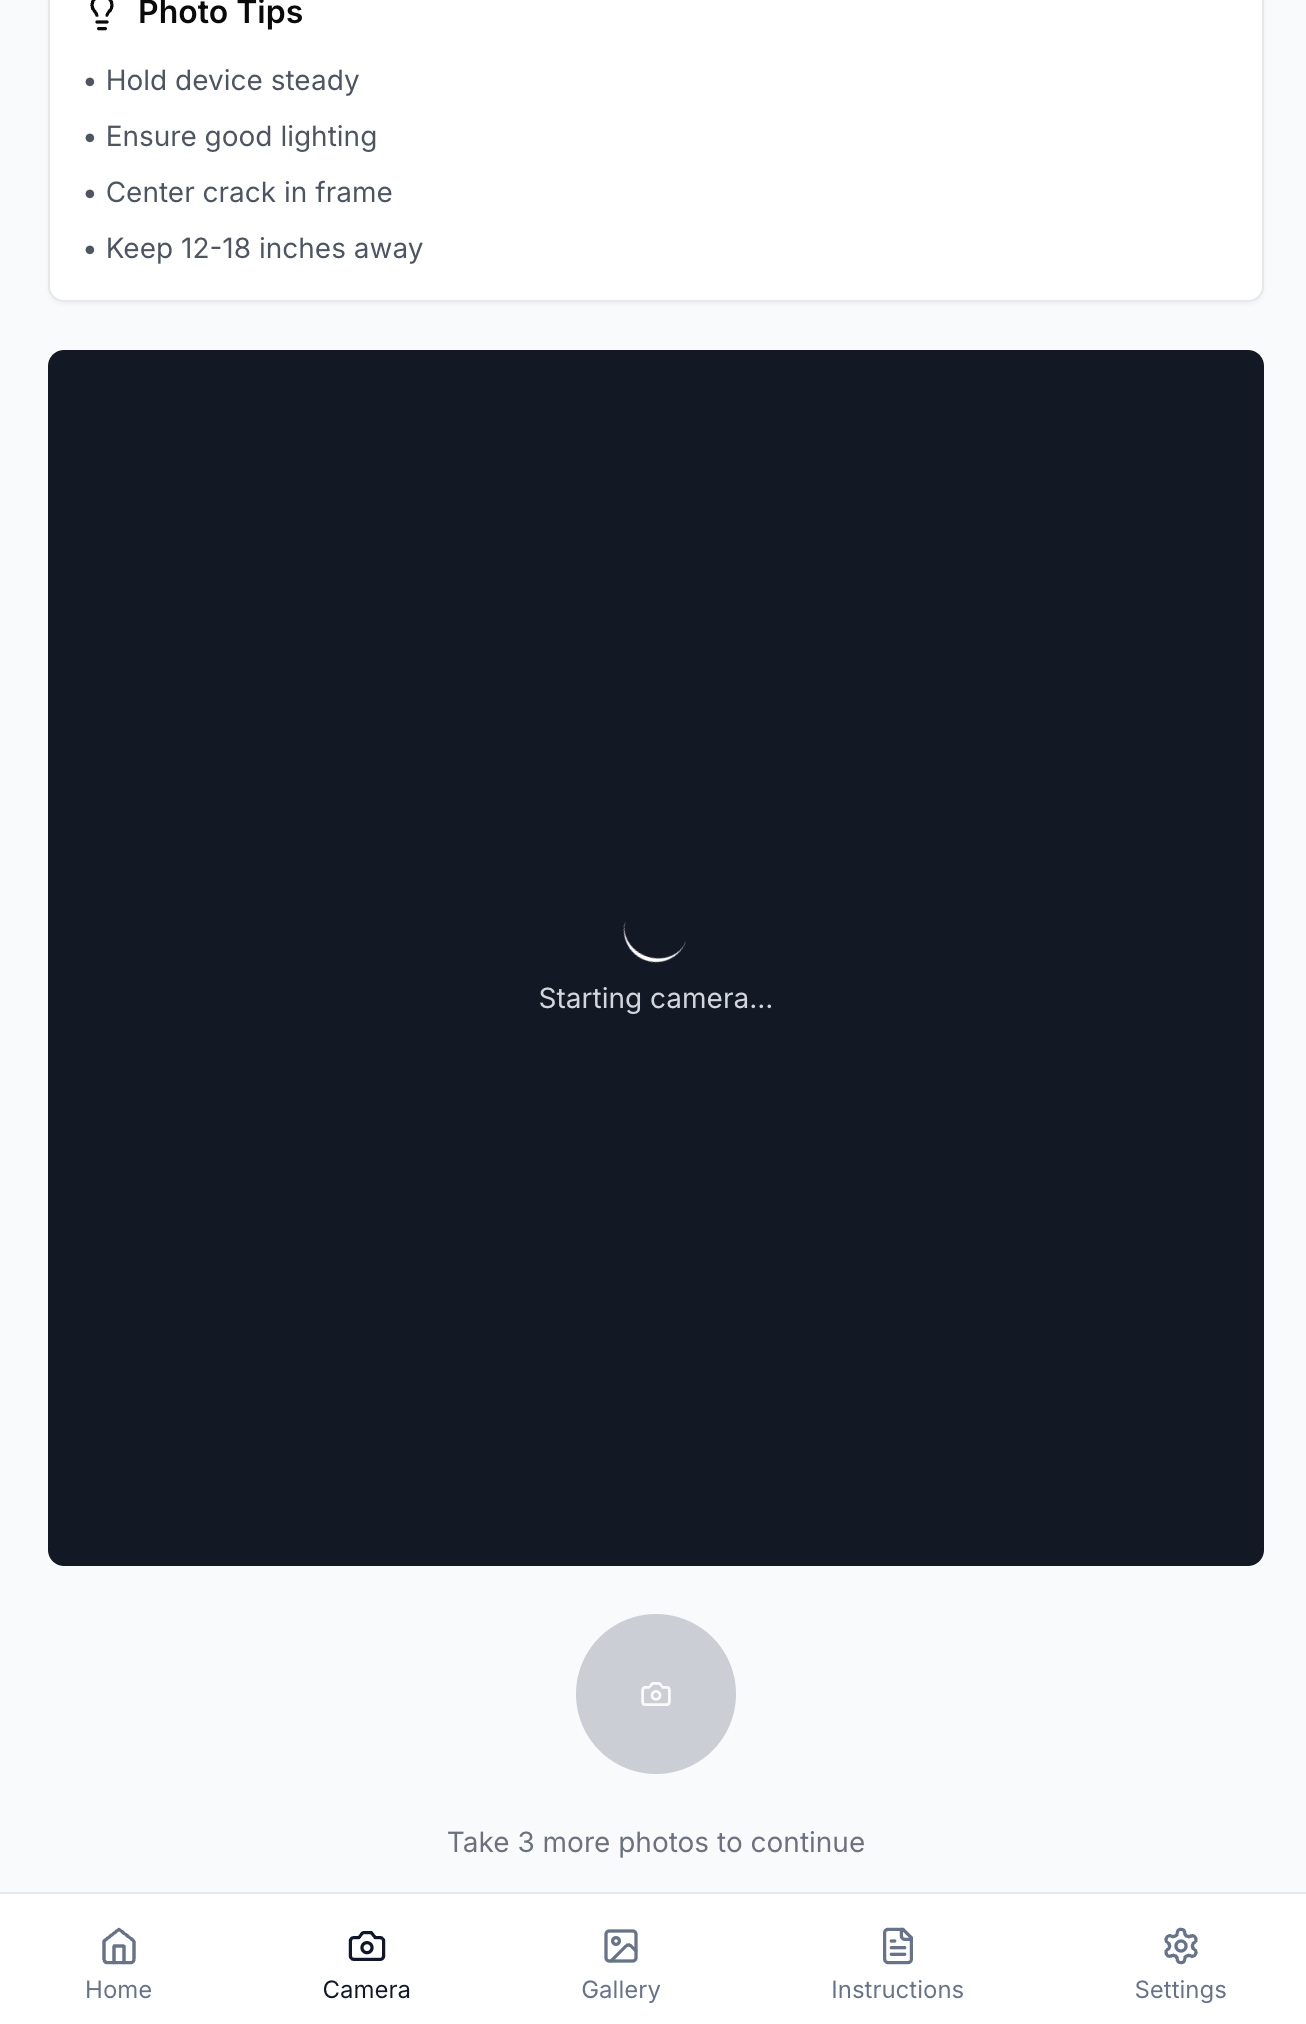 Photo Tips
• Hold device steady
• Ensure good lighting
• Center crack in frame
• Keep 12-18 inches away
Starting camera...
Take 3 more photos to continue
Home
Camera
Gallery
Instructions
Settings